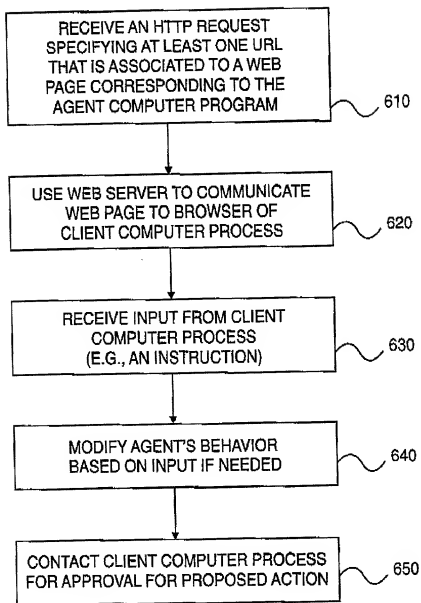 RECEIVE AN HTTP REQUEST
SPECIFYING AT LEAST ONE URL
THAT IS ASSOCIATED TO A WEB
PAGE CORRESPONDING TO THE
AGENT COMPUTER PROGRAM
610
USE WEB SERVER TO COMMUNICATE
WEB PAGE TO BROWSER OF
CLIENT COMPUTER PROCESS
620
RECEIVE INPUT FROM CLIENT
COMPUTER PROCESS
(E.G., AN INSTRUCTION)
630
MODIFY AGENT'S BEHAVIOR
BASED ON INPUT IF NEEDED
640
CONTACT CLIENT COMPUTER PROCESS
FOR APPROVAL FOR PROPOSED ACTION
650